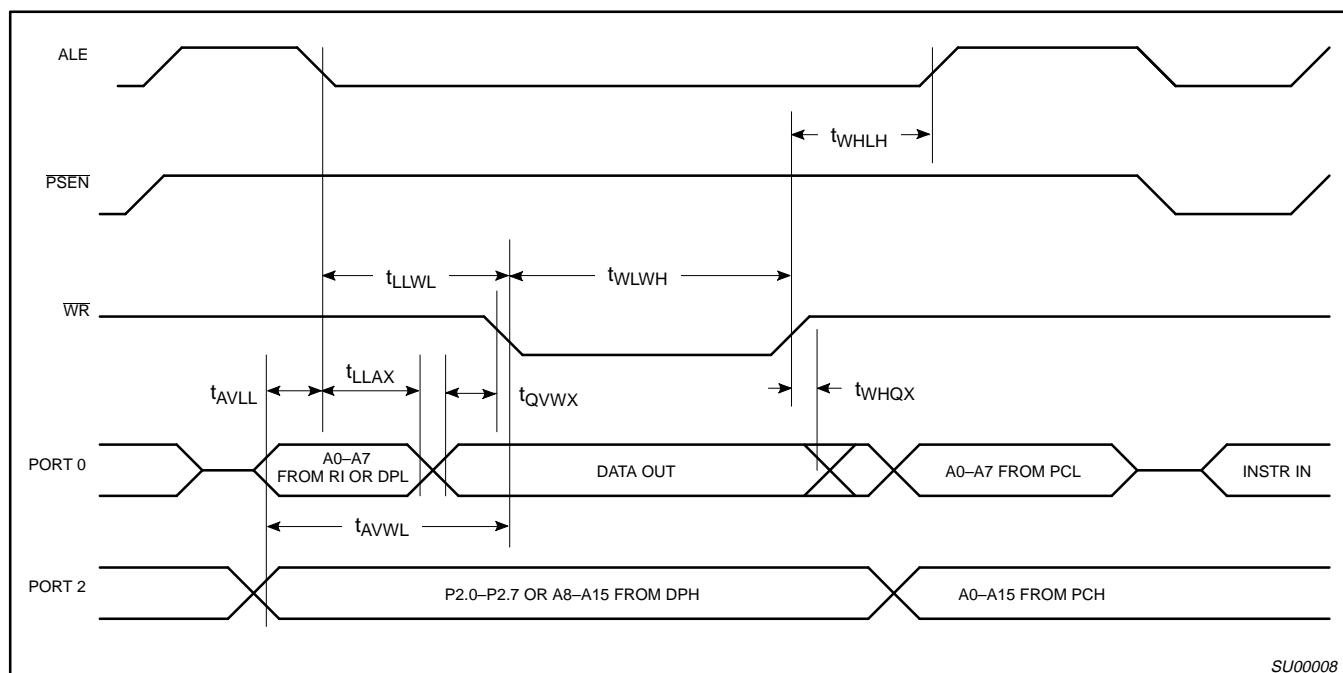 ALE
tWHLH
PSEN
tLLWL
tWLWH
WR
tAVLL
tLLAX
tQVWX
tWHQX
PORT 0
A0–A7
FROM RI OR DPL
DATA OUT
A0–A7 FROM PCL
INSTR IN
tAVWL
PORT 2
P2.0–P2.7 OR A8–A15 FROM DPH
A0–A15 FROM PCH
SU00008